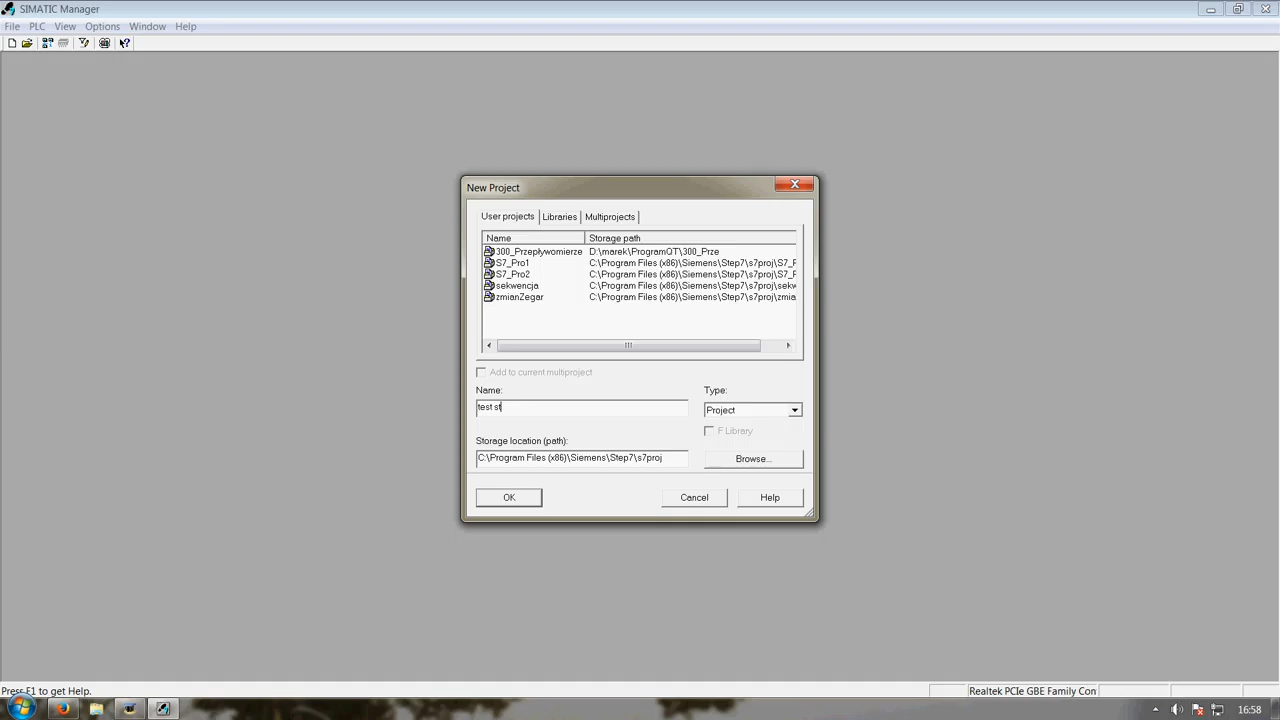 SIMATIC Manager
File PLC View Options Window Help
New Project
User projects Libraries Multiprojects
Name Storage path
300_Przepływomierze D:\marek\ProgramQT\300_Prze
S7_Pro1 C:\Program Files (x86)\Siemens\Step7\s7proj\S7_F
S7_Pro2 C:\Program Files (x86)\Siemens\Step7\s7proj\S7_F
sekwencja C:\Program Files (x86)\Siemens\Step7\s7proj\sekw
zmianZegar C:\Program Files (x86)\Siemens\Step7\s7proj\zmia
Add to current multiproject
Name: Type:
test st Project
F Library
Storage location (path):
C:\Program Files (x86)\Siemens\Step7\s7proj Browse...
OK Cancel Help
Press F1 to get Help. Realtek PCIe GBE Family Con
16:58